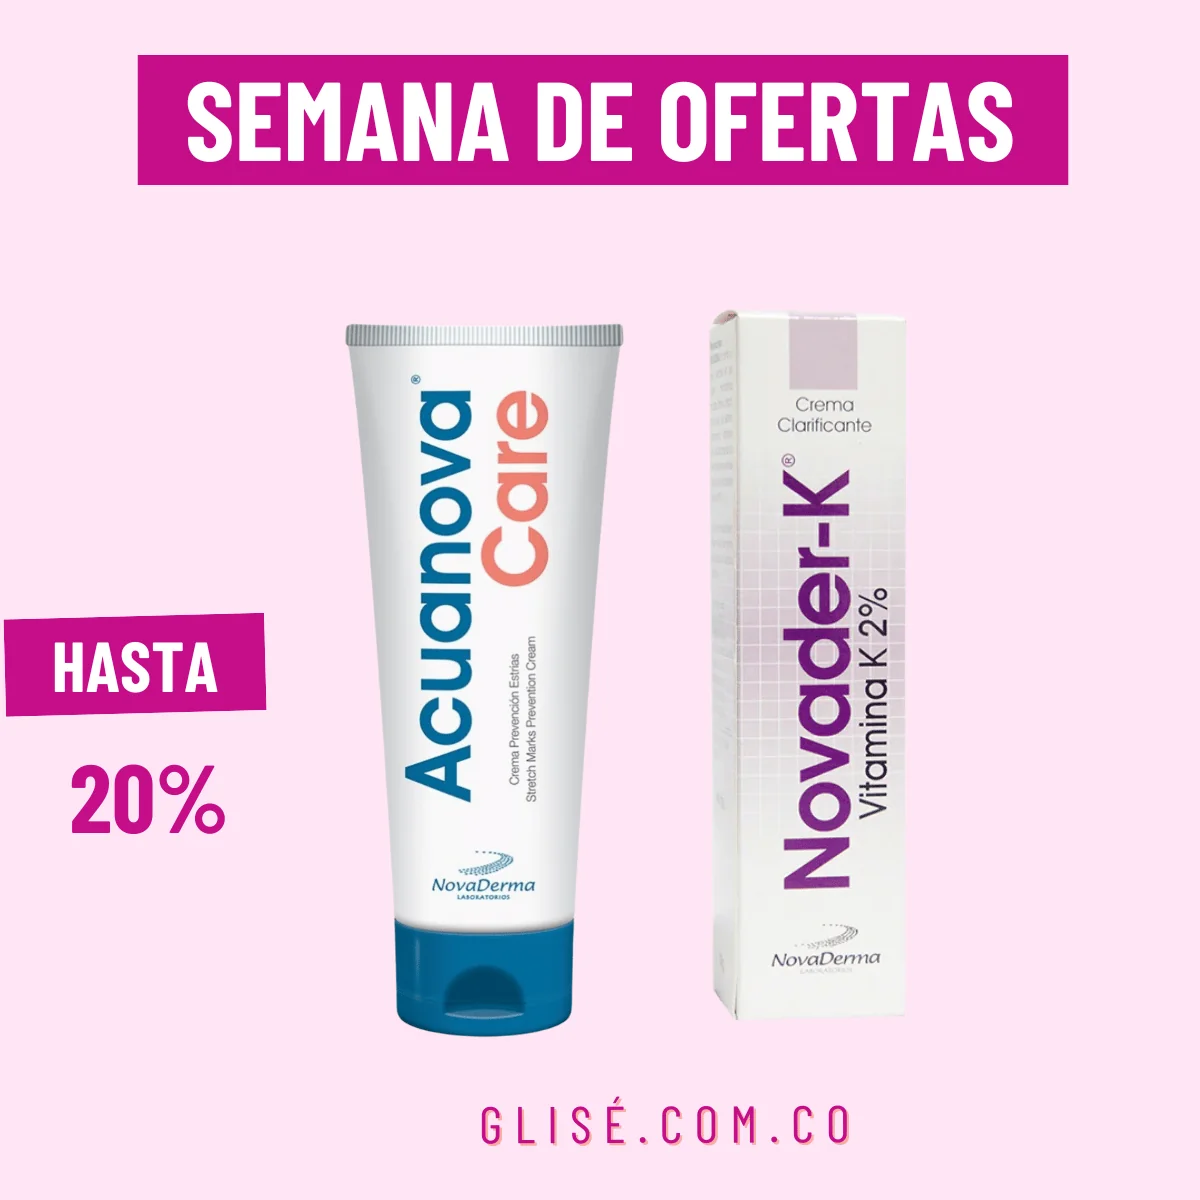 SEMANA DE OFERTAS
HASTA
20%
Acuanova®
Care
Crema Prevención Estrías
Stretch Marks Prevention Cream
NovaDerma
LABORATORIOS
Crema
Clarificante
Novader-K®
Vitamina K 2%
NovaDerma
LABORATORIOS
GLISÉ.COM.CO